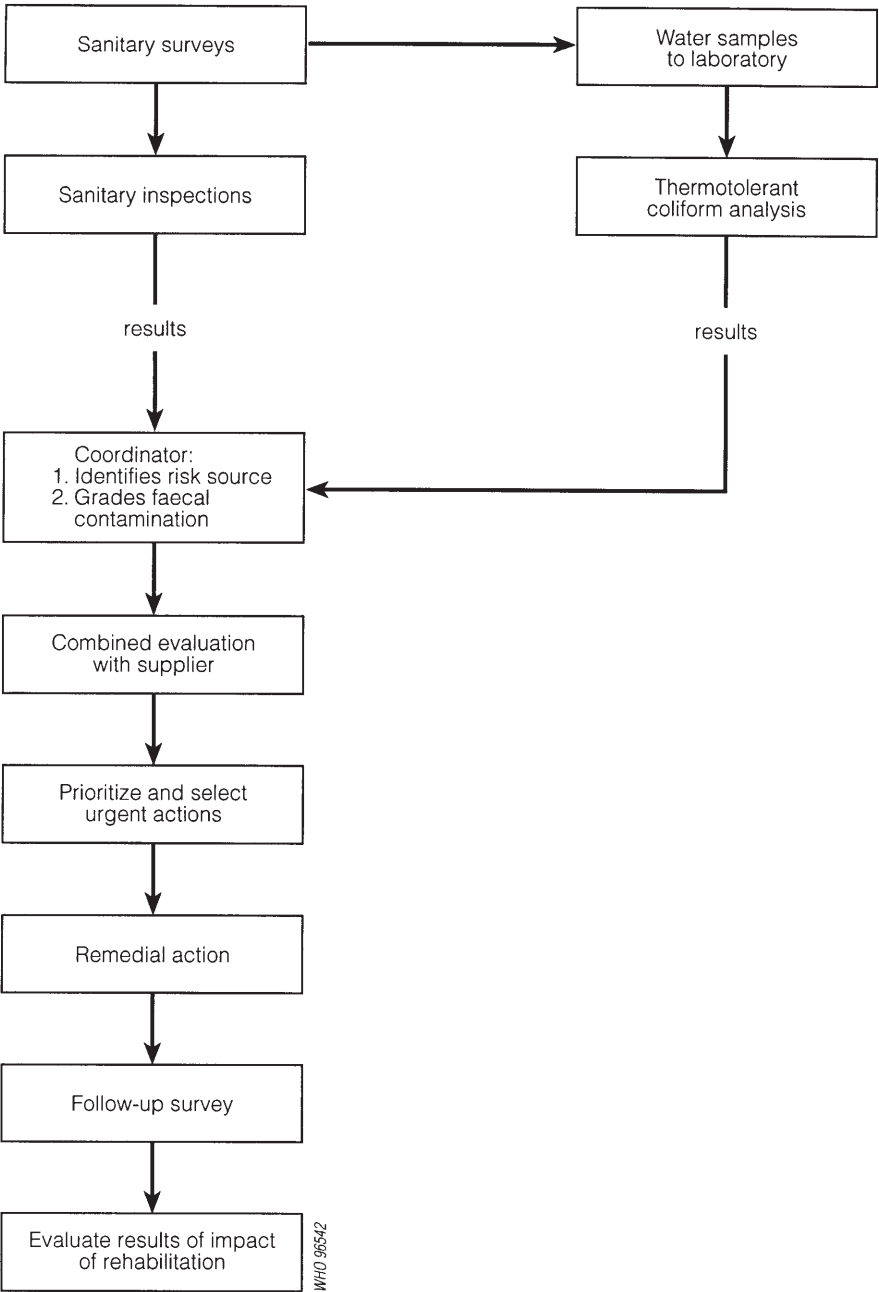 Sanitary surveys
Water samples
to laboratory
Sanitary inspections
Thermotolerant
coliform analysis
results
results
Coordinator:
1. Identifies risk source
2. Grades faecal
contamination
Combined evaluation
with supplier
Prioritize and select
urgent actions
Remedial action
Follow-up survey
Evaluate results of impact
of rehabilitation
WHO 96542